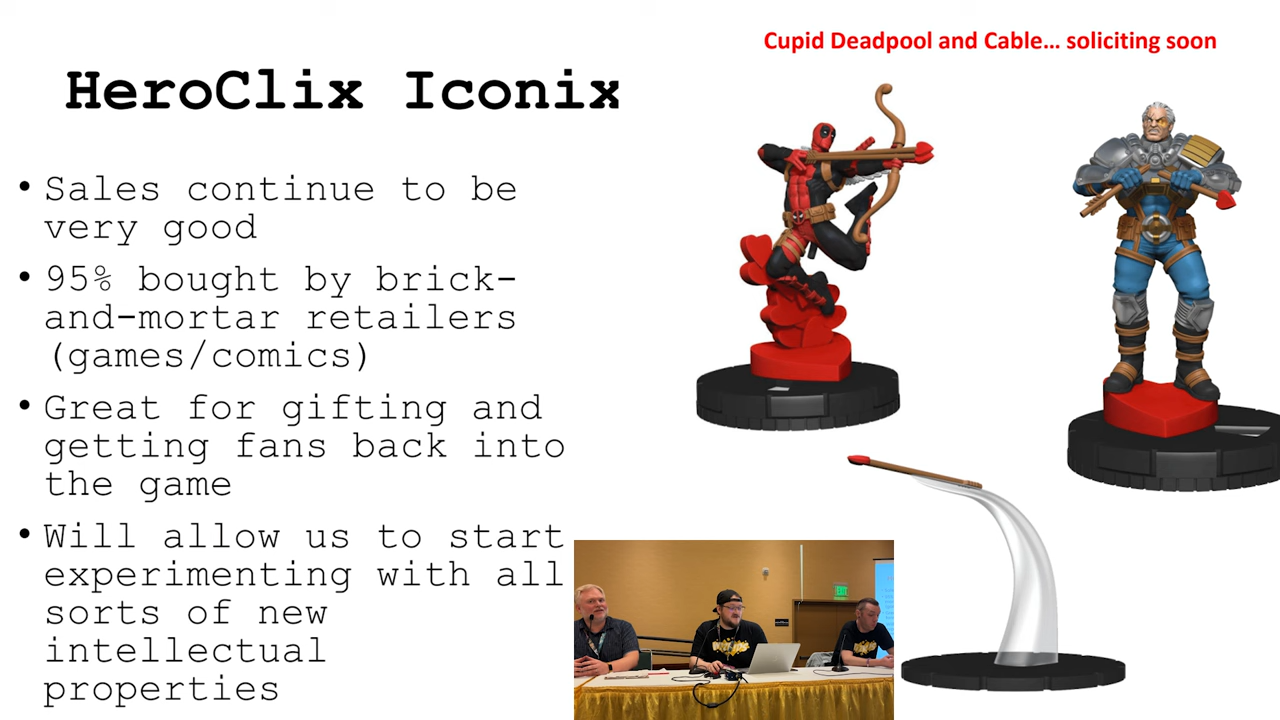 Cupid Deadpool and Cable... soliciting soon
HeroClix Iconix
• Sales continue to be
very good
• 95% bought by brick-
and-mortar retailers
(games/comics)
• Great for gifting and
getting fans back into
the game
• Will allow us to start
experimenting with all
sorts of new
intellectual
properties
EXIT